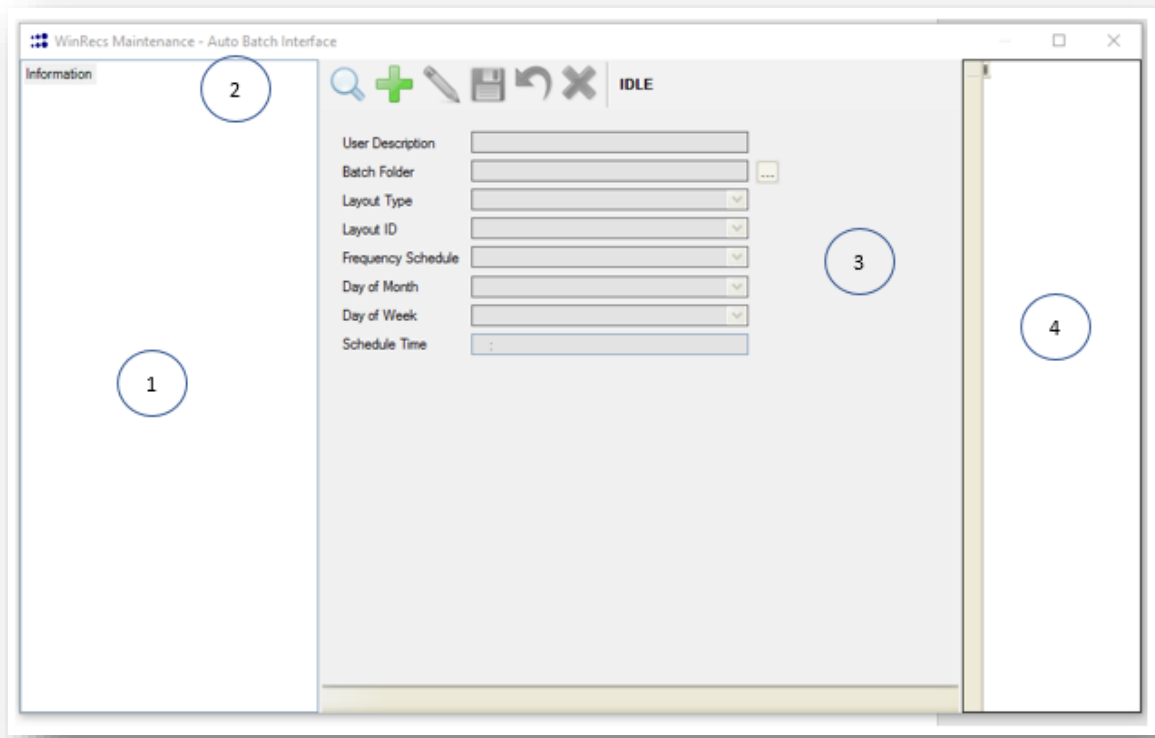 WinRecs Maintenance - Auto Batch Interface
Information
2
IDLE
User Description
Batch Folder
...
Layout Type
Layout ID
3
Frequency Schedule
Day of Month
4
Day of Week
Schedule Time :
1